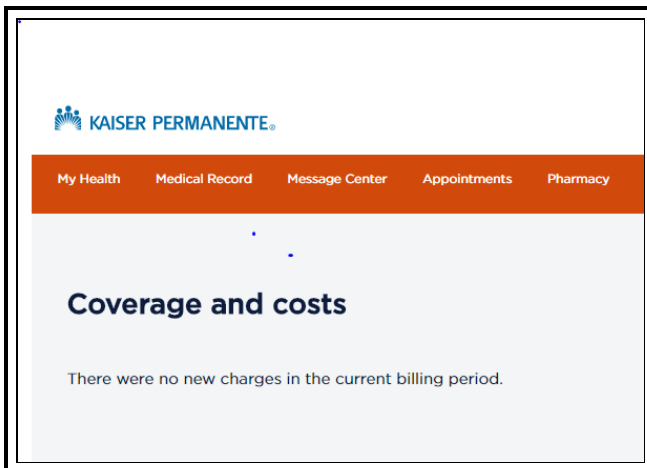 KAISER PERMANENTE®
My Health Medical Record Message Center Appointments Pharmacy
Coverage and costs
There were no new charges in the current billing period.